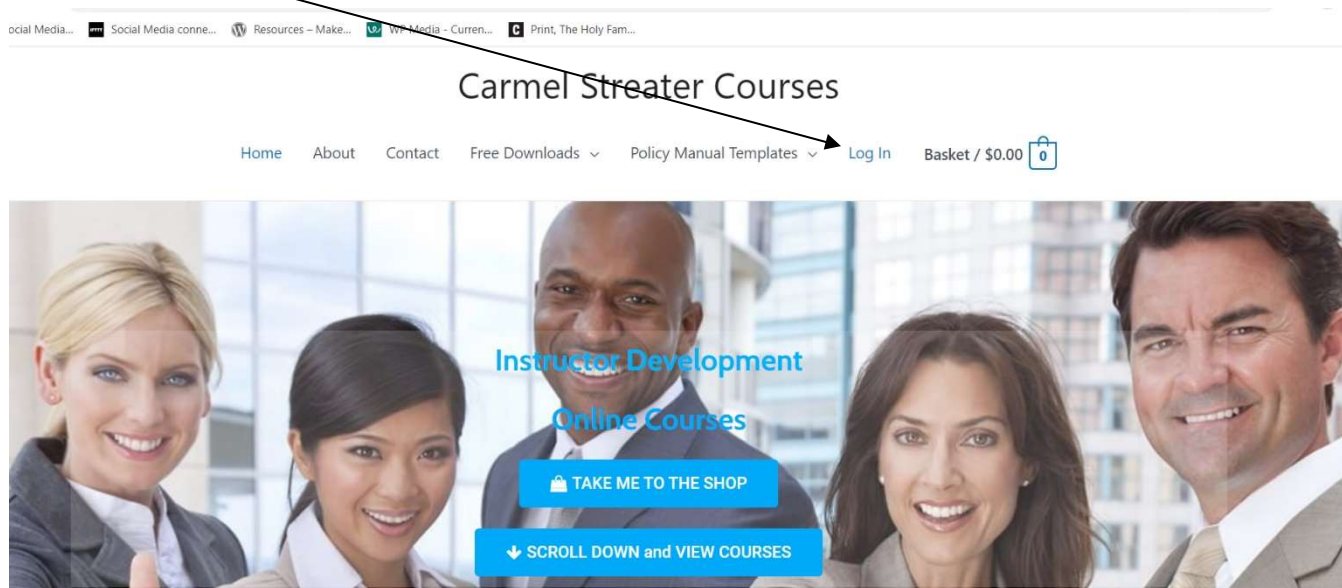 ocial Media... Social Media conne... Resources – Make... WP Media - Curren... Print, The Holy Fam...
Carmel Streater Courses
Home About Contact Free Downloads Policy Manual Templates Log In Basket / $0.00 0
Instructor Development
Online Courses
TAKE ME TO THE SHOP
SCROLL DOWN and VIEW COURSES